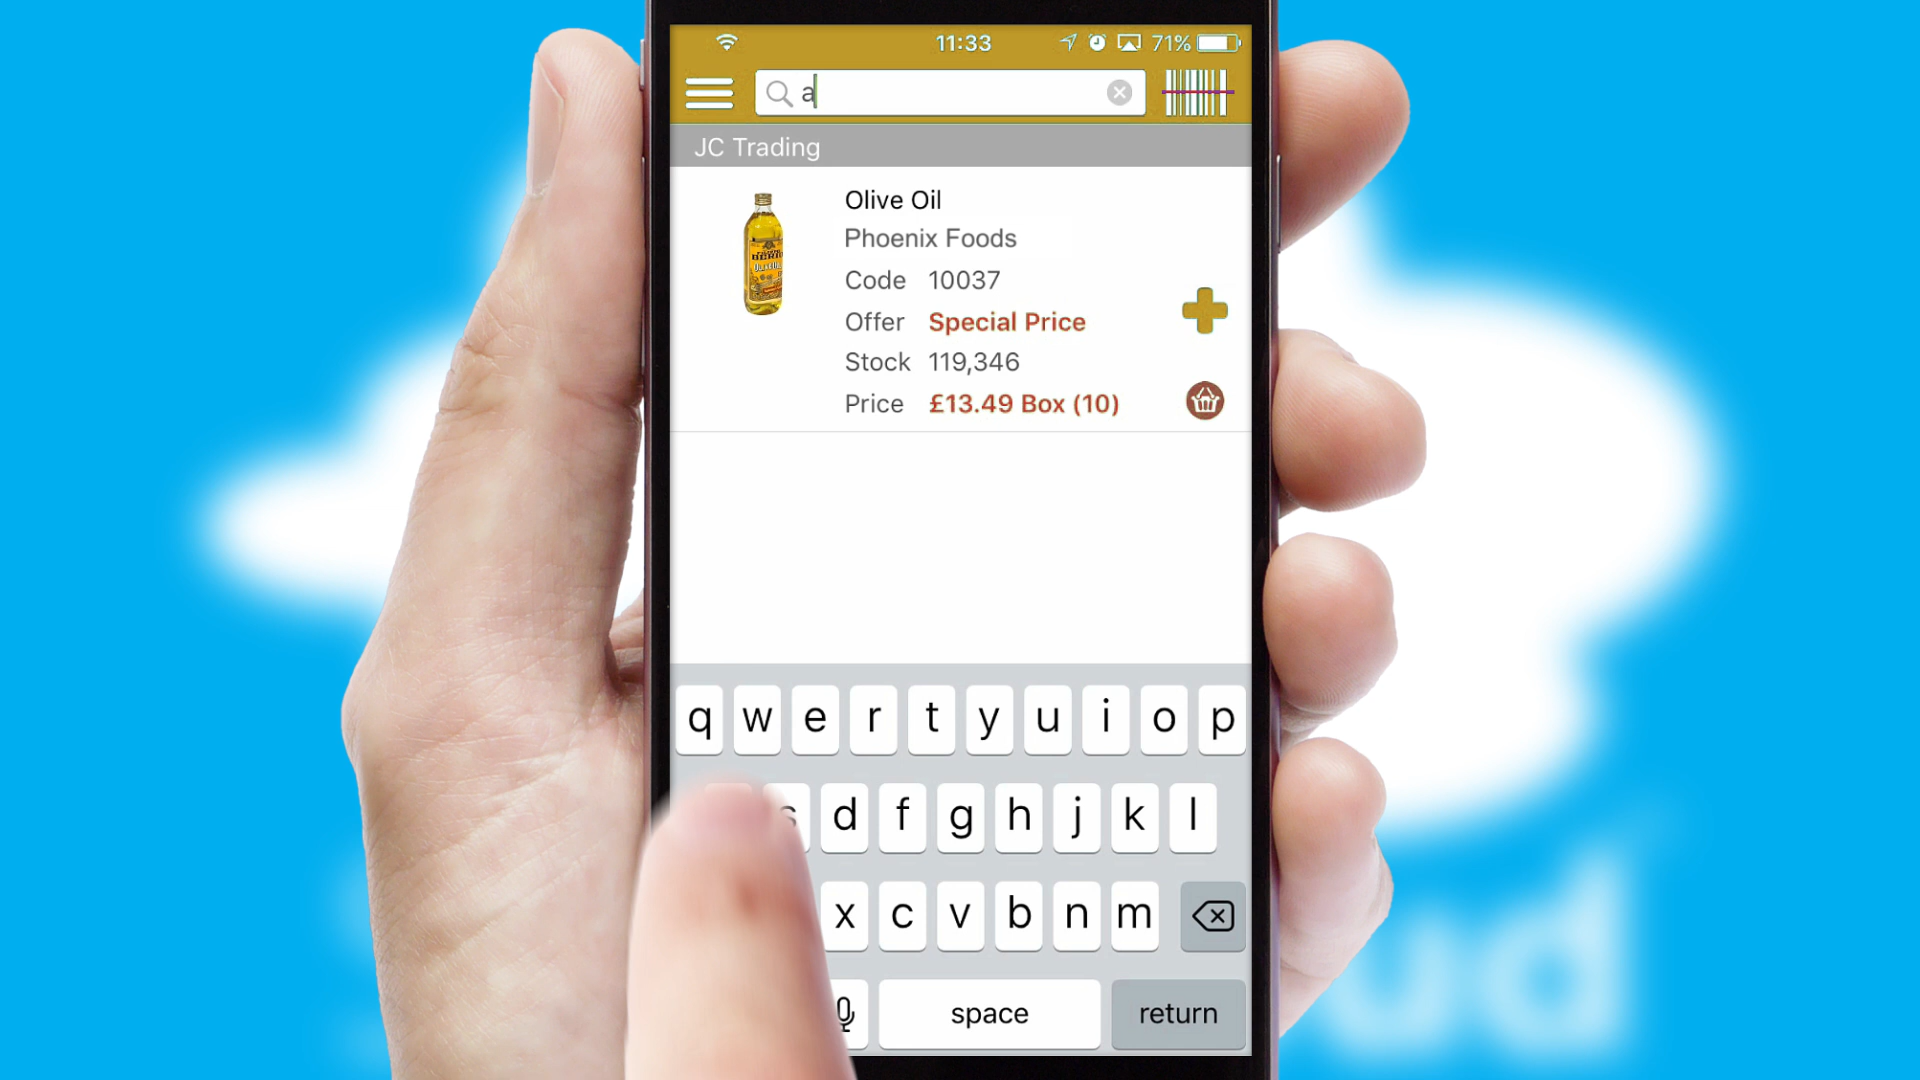 11:33 71%
a
JC Trading
Olive Oil
Phoenix Foods
Code 10037
Offer Special Price
Stock 119,346
Price £13.49 Box (10)
q w e r t y u i o p
s d f g h j k l
x c v b n m
space return
ud